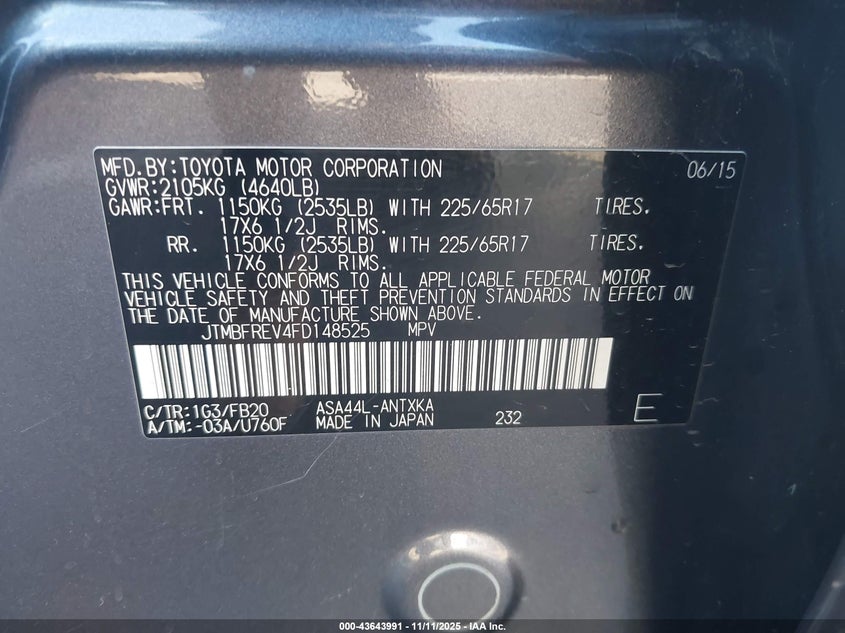 MFD.BY:TOYOTA MOTOR CORPORATION 06/15
GVWR:2105KG (4640LB)
GAWR:FRT. 1150KG (2535LB) WITH 225/65R17 TIRES.
17X6 1/2J RIMS.
RR. 1150KG (2535LB) WITH 225/65R17 TIRES.
17X6 1/2J RIMS.
THIS VEHICLE CONFORMS TO ALL APPLICABLE FEDERAL MOTOR
VEHICLE SAFETY AND THEFT PREVENTION STANDARDS IN EFFECT ON
THE DATE OF MANUFACTURE SHOWN ABOVE.
JTMBFREV4FD148525 MPV
C/TR:1G3/FB20 ASA44L-ANTXKA
A/TM:-03A/U760F MADE IN JAPAN 232 E
000-43643991 - 11/11/2025 - IAA Inc.